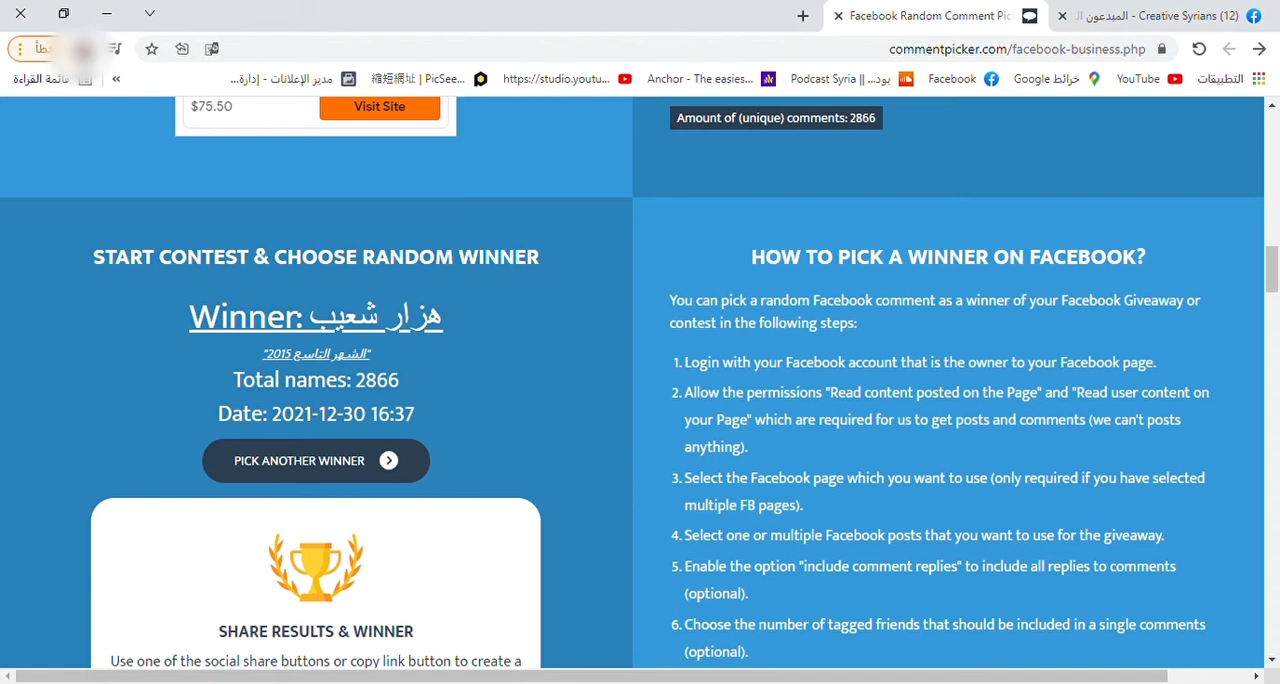 Facebook Random Comment Pic
Creative Syrians (12) - المبدعون ال
commentpicker.com/facebook-business.php
خطأ
التطبيقات
YouTube
خرائط Google
Facebook
Podcast Syria || بود...
Anchor - The easies...
https://studio.youtu...
縮短網址 | PicSee...
مدير الإعلانات - إدارة...
قائمة القراءة
$75.50
Visit Site
Amount of (unique) comments: 2866
START CONTEST & CHOOSE RANDOM WINNER
Winner: هزار شعيب
"الشهر التاسع 2015"
Total names: 2866
Date: 2021-12-30 16:37
PICK ANOTHER WINNER
SHARE RESULTS & WINNER
Use one of the social share buttons or copy link button to create a
HOW TO PICK A WINNER ON FACEBOOK?
You can pick a random Facebook comment as a winner of your Facebook Giveaway or
contest in the following steps:
1. Login with your Facebook account that is the owner to your Facebook page.
2. Allow the permissions "Read content posted on the Page" and "Read user content on
your Page" which are required for us to get posts and comments (we can't posts
anything).
3. Select the Facebook page which you want to use (only required if you have selected
multiple FB pages).
4. Select one or multiple Facebook posts that you want to use for the giveaway.
5. Enable the option "include comment replies" to include all replies to comments
(optional).
6. Choose the number of tagged friends that should be included in a single comments
(optional).